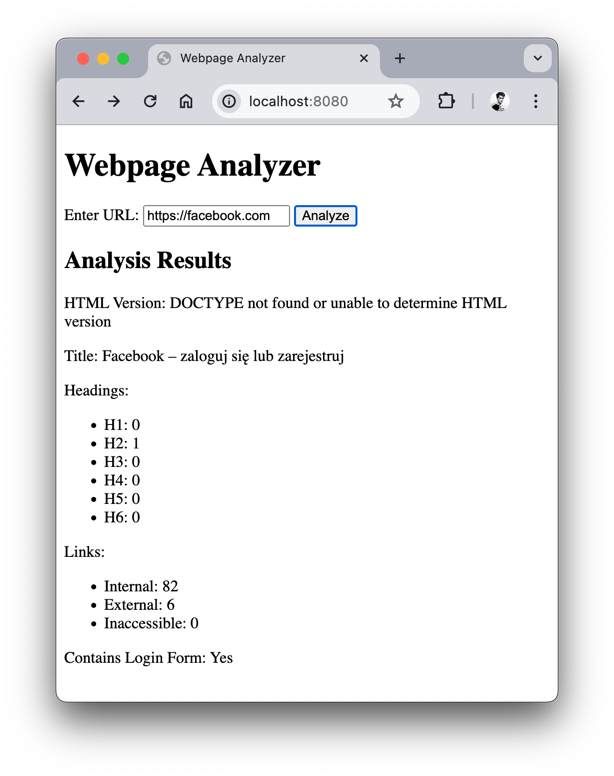 Webpage Analyzer
localhost:8080
Webpage Analyzer
Enter URL: https://facebook.com Analyze
Analysis Results
HTML Version: DOCTYPE not found or unable to determine HTML
version
Title: Facebook – zaloguj się lub zarejestruj
Headings:
• H1: 0
• H2: 1
• H3: 0
• H4: 0
• H5: 0
• H6: 0
Links:
• Internal: 82
• External: 6
• Inaccessible: 0
Contains Login Form: Yes